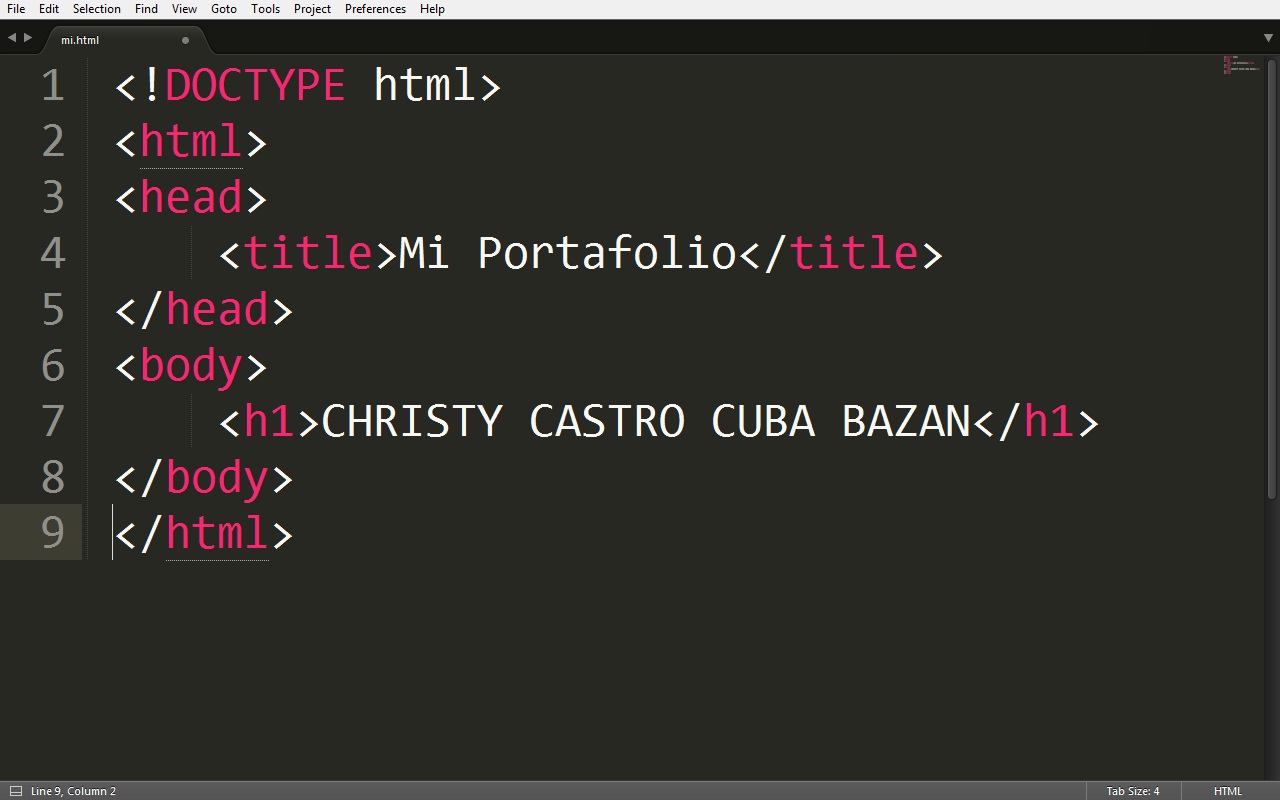 File Edit Selection Find View Goto Tools Project Preferences Help
mi.html
1 <!DOCTYPE html>
2 <html>
3 <head>
4     <title>Mi Portafolio</title>
5 </head>
6 <body>
7     <h1>CHRISTY CASTRO CUBA BAZAN</h1>
8 </body>
9 </html>
Line 9, Column 2 Tab Size: 4 HTML